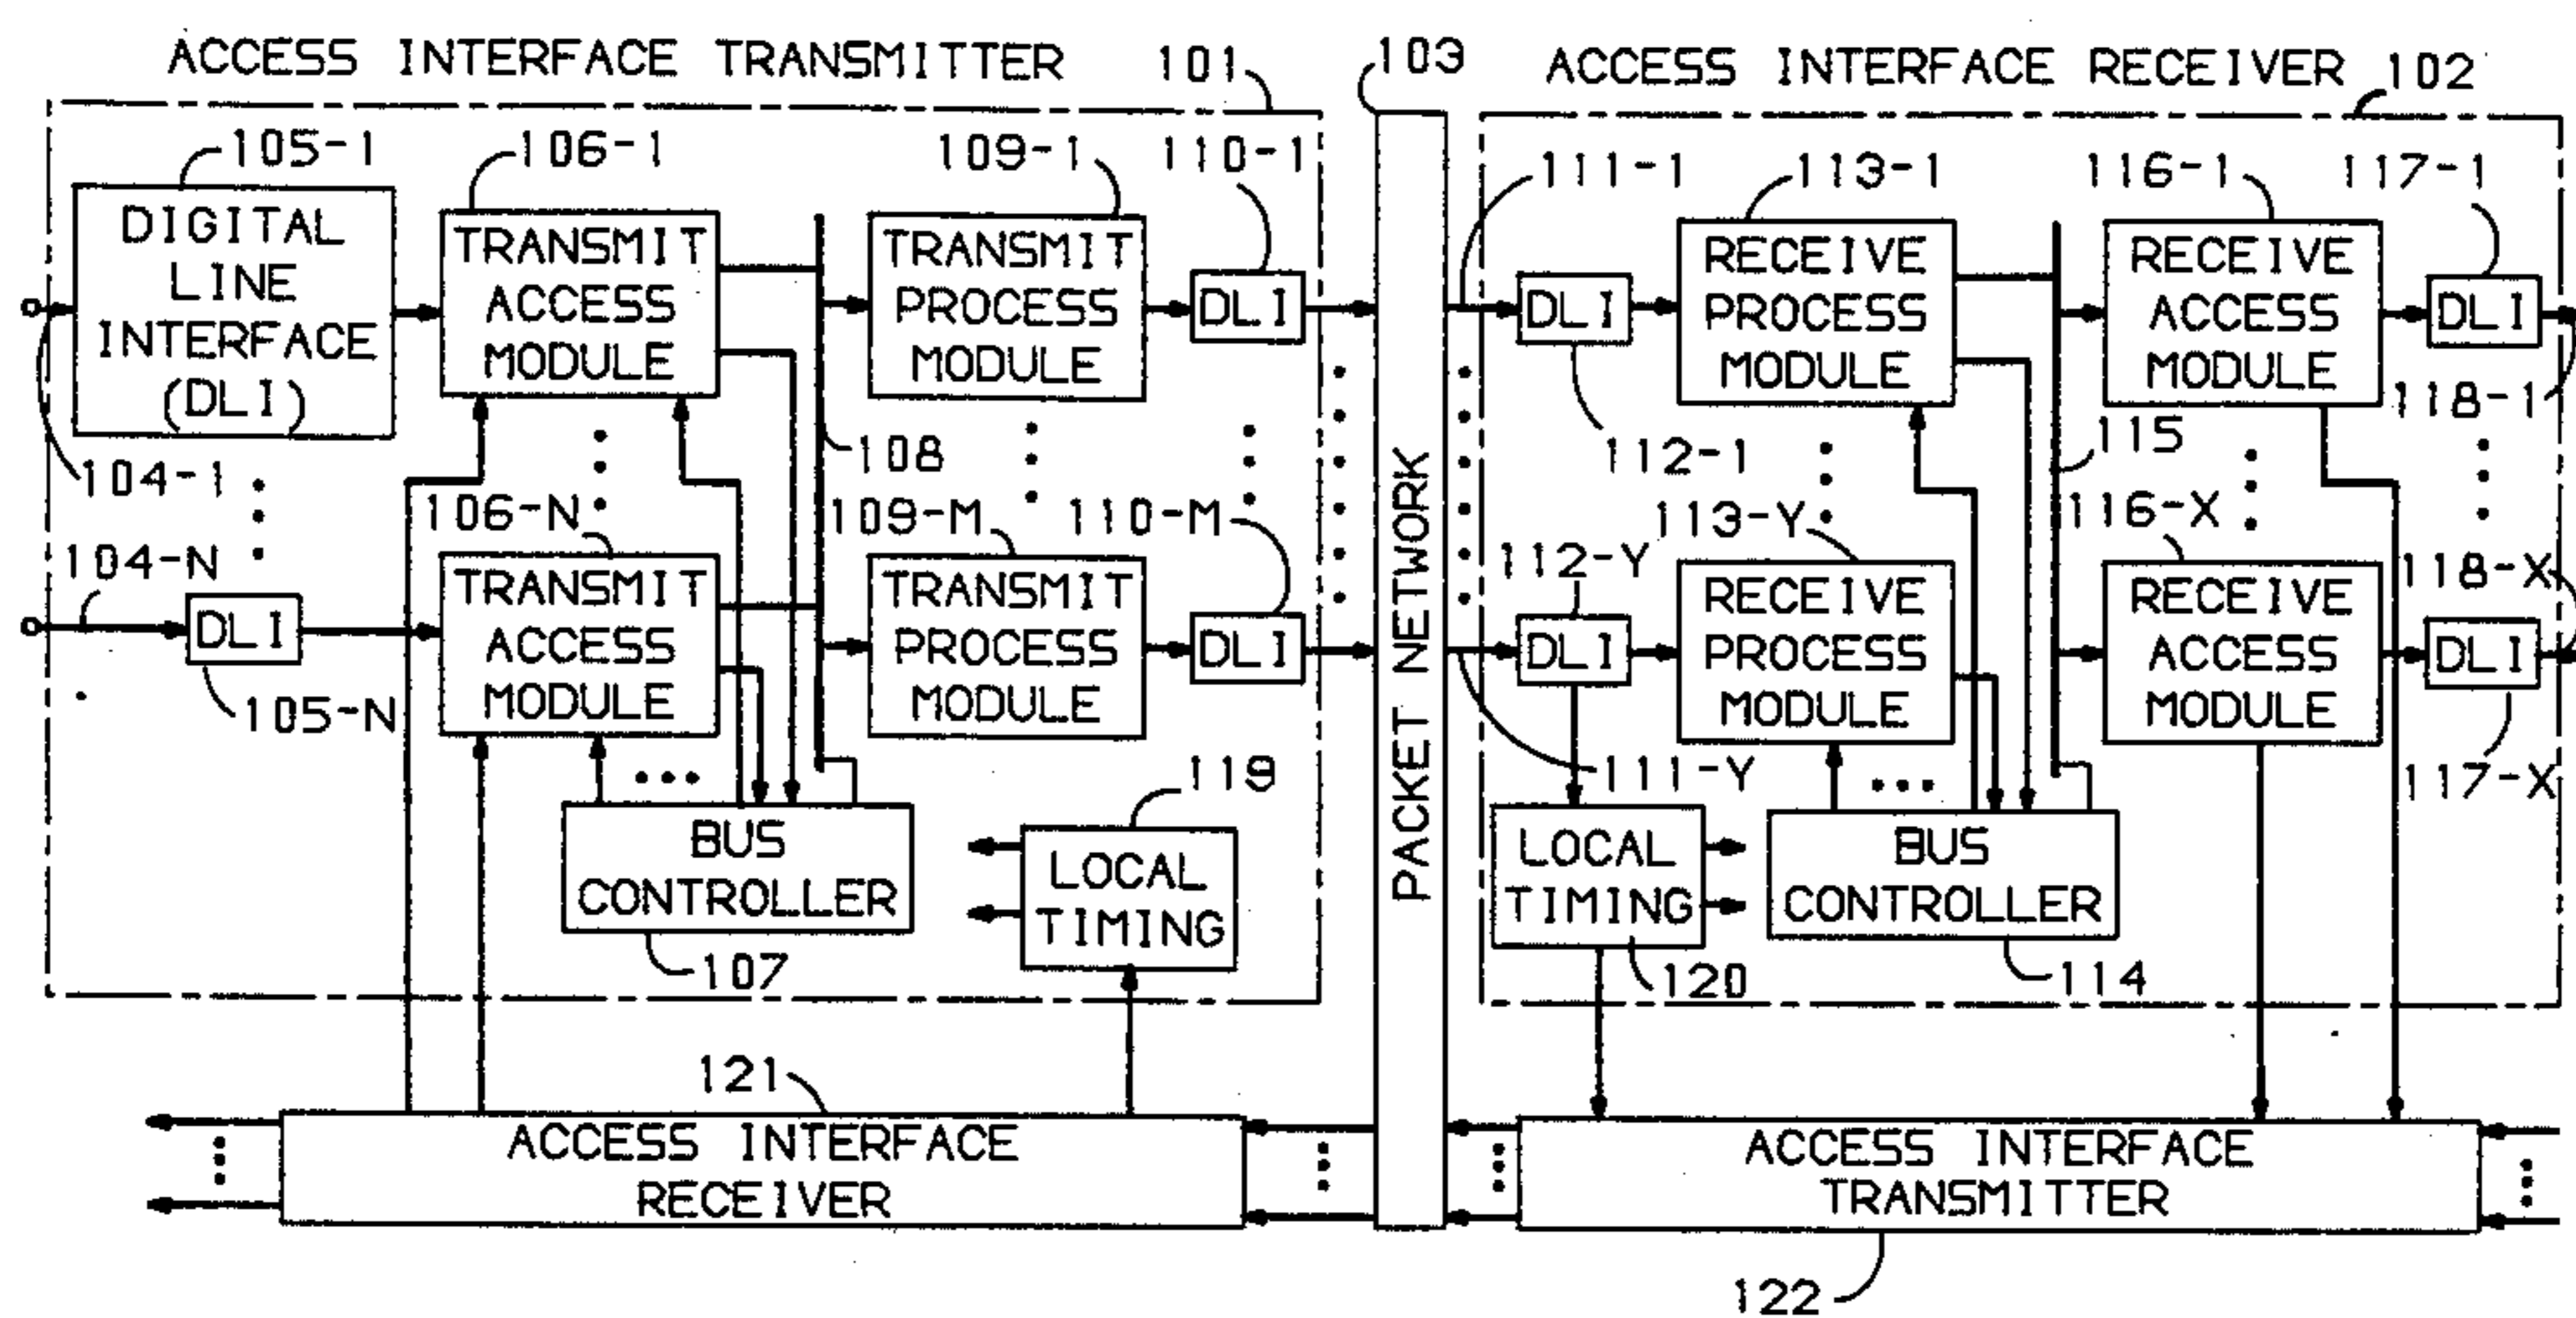 ACCESS INTERFACE TRANSMITTER
101
103
ACCESS INTERFACE RECEIVER
102
105-1
106-1
109-1
110-1
111-1
113-1
116-1
117-1
DIGITAL
LINE
INTERFACE
(DLI)
TRANSMIT
ACCESS
MODULE
TRANSMIT
PROCESS
MODULE
DLI
DLI
RECEIVE
PROCESS
MODULE
RECEIVE
ACCESS
MODULE
DLI
104-1
108
112-1
115
118-1
106-N
109-M
110-M
PACKET NETWORK
113-Y
116-X
104-N
112-Y
118-X
DLI
TRANSMIT
ACCESS
MODULE
TRANSMIT
PROCESS
MODULE
DLI
DLI
RECEIVE
PROCESS
MODULE
RECEIVE
ACCESS
MODULE
DLI
105-N
119
111-Y
117-X
BUS
CONTROLLER
LOCAL
TIMING
LOCAL
TIMING
BUS
CONTROLLER
107
120
114
121
ACCESS INTERFACE
RECEIVER
ACCESS INTERFACE
TRANSMITTER
122